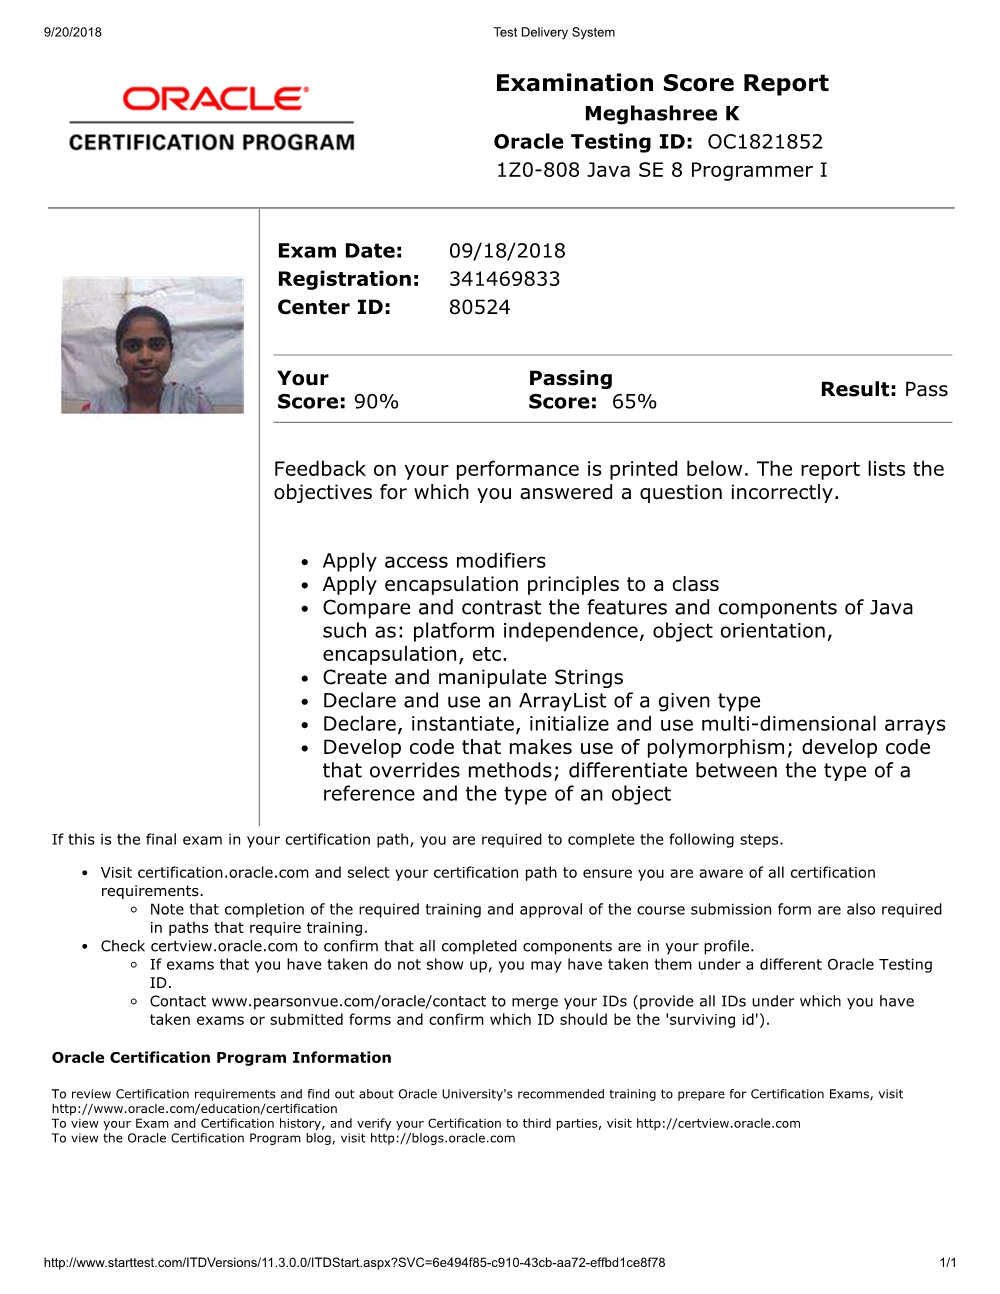 9/20/2018 Test Delivery System
ORACLE®
CERTIFICATION PROGRAM
Examination Score Report
Meghashree K
Oracle Testing ID: OC1821852
1Z0-808 Java SE 8 Programmer I
Exam Date: 09/18/2018
Registration: 341469833
Center ID: 80524
Your
Score: 90%
Passing
Score: 65%
Result: Pass
Feedback on your performance is printed below. The report lists the
objectives for which you answered a question incorrectly.
• Apply access modifiers
• Apply encapsulation principles to a class
• Compare and contrast the features and components of Java
such as: platform independence, object orientation,
encapsulation, etc.
• Create and manipulate Strings
• Declare and use an ArrayList of a given type
• Declare, instantiate, initialize and use multi-dimensional arrays
• Develop code that makes use of polymorphism; develop code
that overrides methods; differentiate between the type of a
reference and the type of an object
If this is the final exam in your certification path, you are required to complete the following steps.
• Visit certification.oracle.com and select your certification path to ensure you are aware of all certification
requirements.
◦ Note that completion of the required training and approval of the course submission form are also required
in paths that require training.
• Check certview.oracle.com to confirm that all completed components are in your profile.
◦ If exams that you have taken do not show up, you may have taken them under a different Oracle Testing
ID.
◦ Contact www.pearsonvue.com/oracle/contact to merge your IDs (provide all IDs under which you have
taken exams or submitted forms and confirm which ID should be the 'surviving id').
Oracle Certification Program Information
To review Certification requirements and find out about Oracle University's recommended training to prepare for Certification Exams, visit
http://www.oracle.com/education/certification
To view your Exam and Certification history, and verify your Certification to third parties, visit http://certview.oracle.com
To view the Oracle Certification Program blog, visit http://blogs.oracle.com
http://www.starttest.com/ITDVersions/11.3.0.0/ITDStart.aspx?SVC=6e494f85-c910-43cb-aa72-effbd1ce8f78 1/1